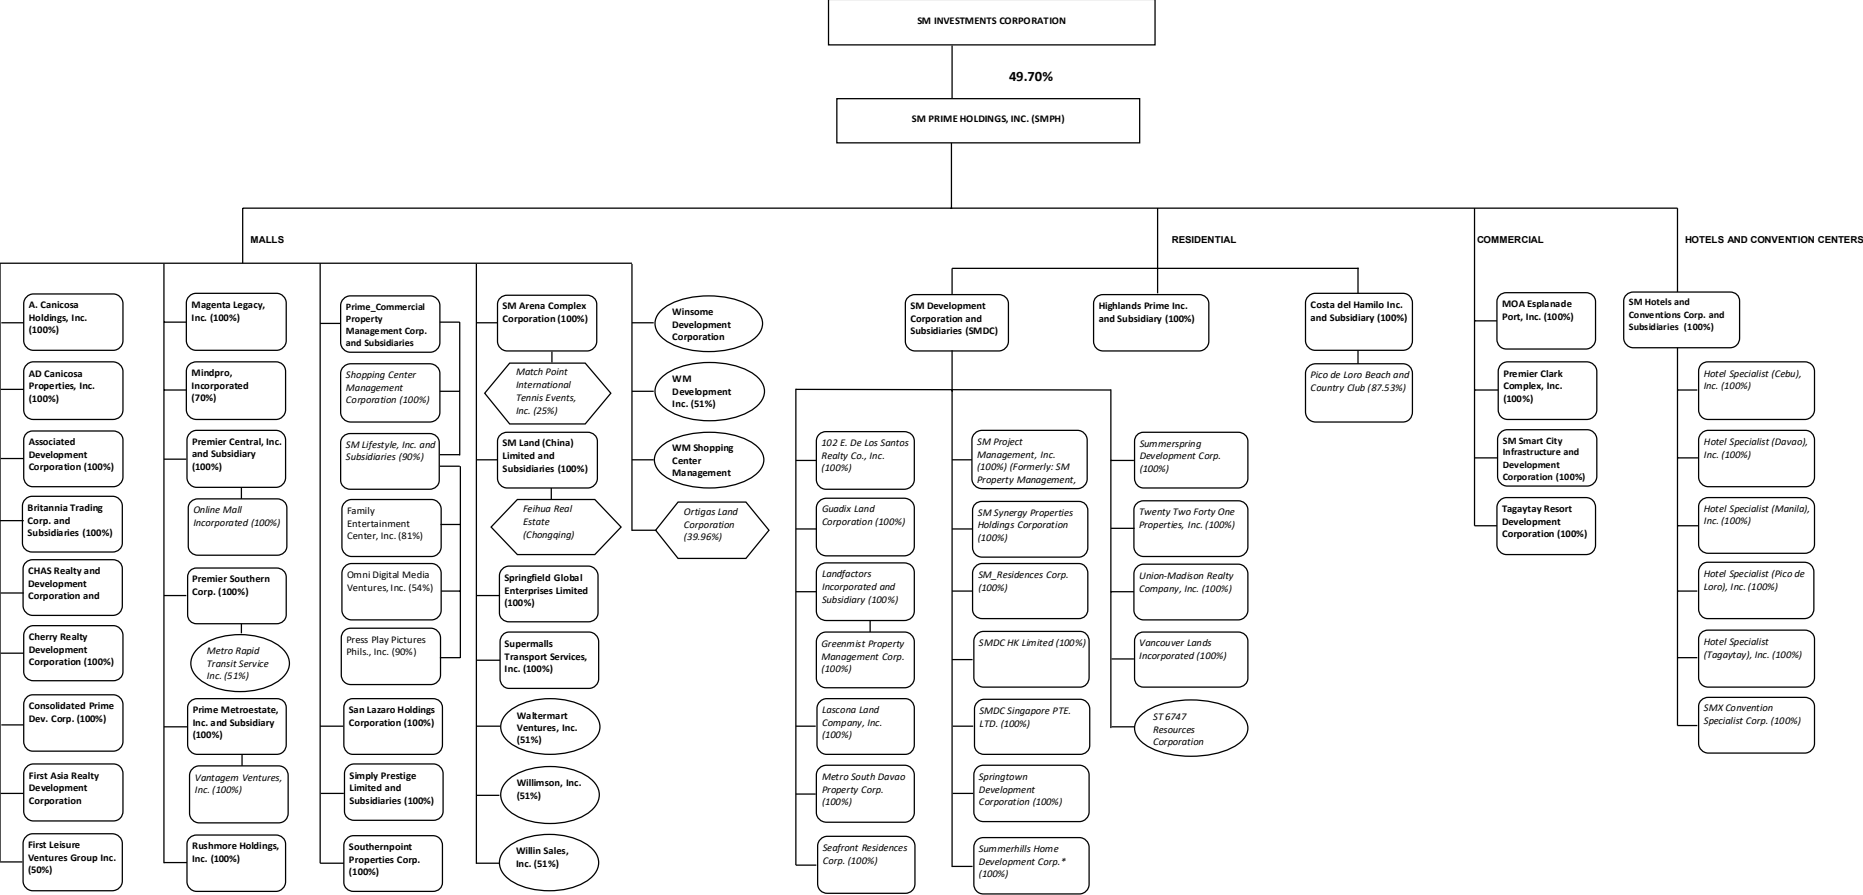 SM INVESTMENTS CORPORATION
49.70%
SM PRIME HOLDINGS, INC. (SMPH)
MALLS
RESIDENTIAL
COMMERCIAL
HOTELS AND CONVENTION CENTERS
A. Canicosa
Holdings, Inc.
(100%)
AD Canicosa
Properties, Inc.
(100%)
Associated
Development
Corporation (100%)
Britannia Trading
Corp. and
Subsidiaries (100%)
CHAS Realty and
Development
Corporation and
Cherry Realty
Development
Corporation (100%)
Consolidated Prime
Dev. Corp. (100%)
First Asia Realty
Development
Corporation
First Leisure
Ventures Group Inc.
(50%)
Magenta Legacy,
Inc. (100%)
Mindpro,
Incorporated
(70%)
Premier Central, Inc.
and Subsidiary
(100%)
Online Mall
Incorporated (100%)
Premier Southern
Corp. (100%)
Metro Rapid
Transit Service
Inc. (51%)
Prime Metroestate,
Inc. and Subsidiary
(100%)
Vantagem Ventures,
Inc. (100%)
Rushmore Holdings,
Inc. (100%)
Prime_Commercial
Property
Management Corp.
and Subsidiaries
Shopping Center
Management
Corporation (100%)
SM Lifestyle, Inc. and
Subsidiaries (90%)
Family
Entertainment
Center, Inc. (81%)
Omni Digital Media
Ventures, Inc. (54%)
Press Play Pictures
Phils., Inc. (90%)
San Lazaro Holdings
Corporation (100%)
Simply Prestige
Limited and
Subsidiaries (100%)
Southernpoint
Properties Corp.
(100%)
SM Arena Complex
Corporation (100%)
Match Point
International
Tennis Events,
Inc. (25%)
SM Land (China)
Limited and
Subsidiaries (100%)
Feihua Real
Estate
(Chongqing)
Springfield Global
Enterprises Limited
(100%)
Supermalls
Transport Services,
Inc. (100%)
Waltermart
Ventures, Inc.
(51%)
Willimson, Inc.
(51%)
Willin Sales,
Inc. (51%)
Winsome
Development
Corporation
WM
Development
Inc. (51%)
WM Shopping
Center
Management
Ortigas Land
Corporation
(39.96%)
SM Development
Corporation and
Subsidiaries (SMDC)
102 E. De Los Santos
Realty Co., Inc.
(100%)
Guadix Land
Corporation (100%)
Landfactors
Incorporated and
Subsidiary (100%)
Greenmist Property
Management Corp.
(100%)
Lascona Land
Company, Inc.
(100%)
Metro South Davao
Property Corp.
(100%)
Seafront Residences
Corp. (100%)
SM Project
Management, Inc.
(100%) (Formerly: SM
Property Management,
SM Synergy Properties
Holdings Corporation
(100%)
SM_Residences Corp.
(100%)
SMDC HK Limited (100%)
SMDC Singapore PTE.
LTD. (100%)
Springtown
Development
Corporation (100%)
Summerhills Home
Development Corp.*
(100%)
Summerspring
Development Corp.
(100%)
Twenty Two Forty One
Properties, Inc. (100%)
Union-Madison Realty
Company, Inc. (100%)
Vancouver Lands
Incorporated (100%)
ST 6747
Resources
Corporation
Highlands Prime Inc.
and Subsidiary (100%)
Costa del Hamilo Inc.
and Subsidiary (100%)
Pico de Loro Beach and
Country Club (87.53%)
MOA Esplanade
Port, Inc. (100%)
Premier Clark
Complex, Inc.
(100%)
SM Smart City
Infrastructure and
Development
Corporation (100%)
Tagaytay Resort
Development
Corporation (100%)
SM Hotels and
Conventions Corp. and
Subsidiaries (100%)
Hotel Specialist (Cebu),
Inc. (100%)
Hotel Specialist (Davao),
Inc. (100%)
Hotel Specialist (Manila),
Inc. (100%)
Hotel Specialist (Pico de
Loro), Inc. (100%)
Hotel Specialist
(Tagaytay), Inc. (100%)
SMX Convention
Specialist Corp. (100%)